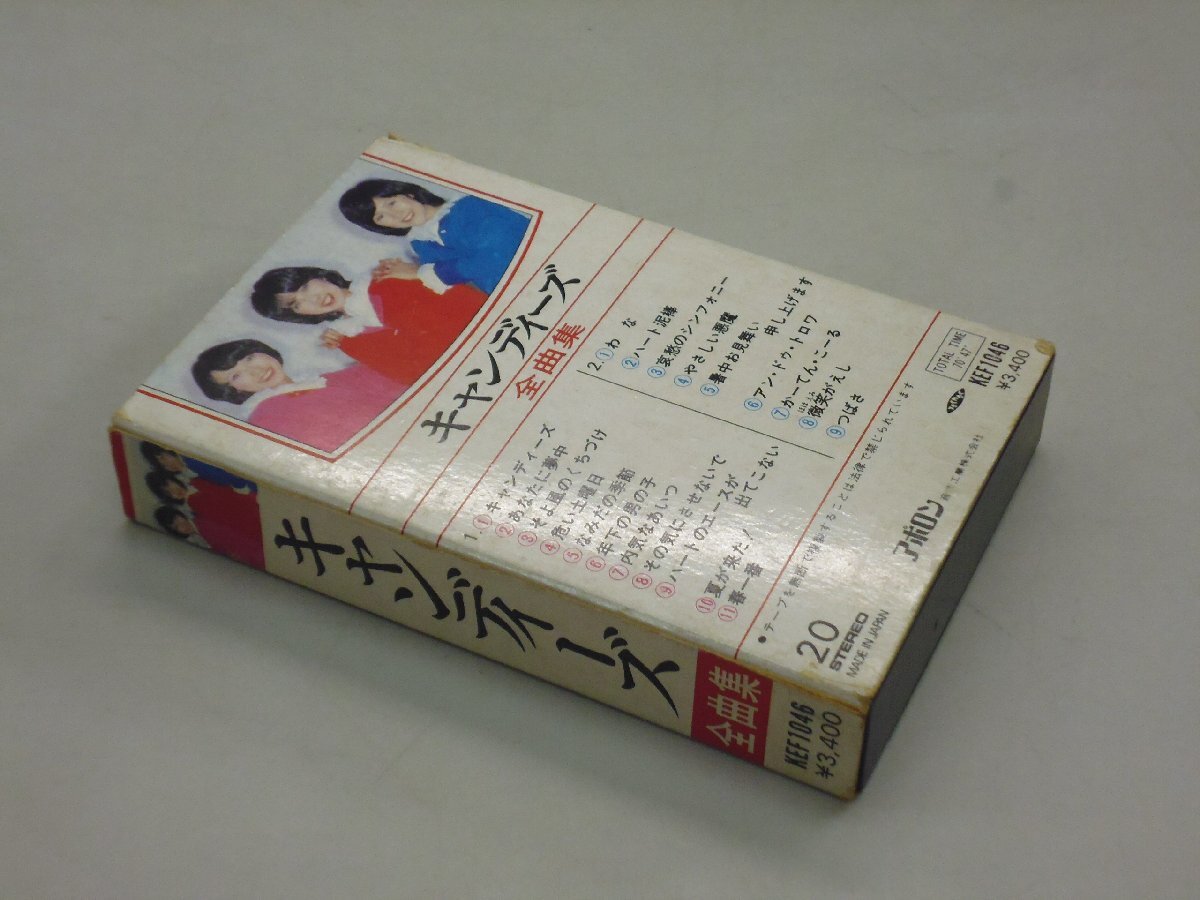 キャンディーズ
全曲集
1.①キャンディーズ
②あなたに夢中
③そよ風のくちづけ
④危い土曜日
⑤なみだの季節
⑥年下の男の子
⑦内気なあいつ
⑧その気にさせないで
⑨ハートのエースが
出てこない
⑩夏が来た!
⑪春一番
2.①わな
②ハート泥棒
③哀愁のシンフォニー
④やさしい悪魔
⑤暑中お見舞い
申し上げます
⑥アン・ドゥ・トロワ
⑦かーてん・こーる
ほほえみ
⑧微笑がえし
⑨つばさ
●テープを無断で複製することは法律で禁じられています
20
STEREO
MADE IN JAPAN
アポロン
TOTAL TIME
70'47"
KEF1046
¥3,400
キャンディーズ
全曲集
KEF1046
¥3,400